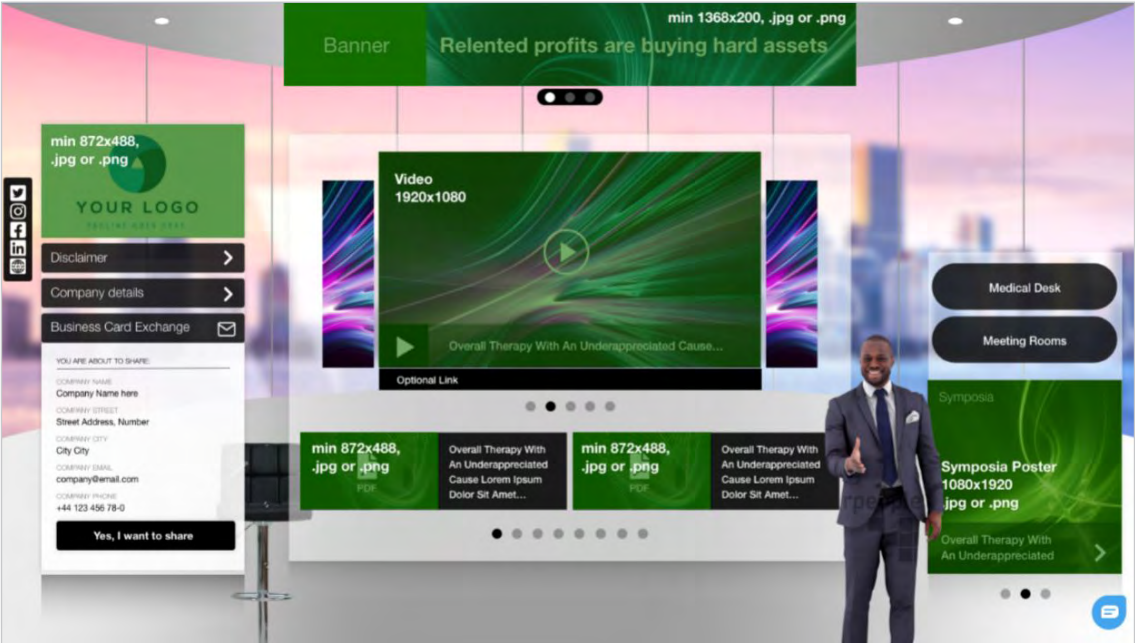 min 1368x200, .jpg or .png
Banner
Relented profits are buying hard assets
min 872x488,
.jpg or .png
YOUR LOGO
Disclaimer
Company details
Business Card Exchange
YOU ARE ABOUT TO SHARE:
COMPANY NAME
Company Name here
COMPANY STREET
Street Address, Number
COMPANY CITY
City City
COMPANY EMAIL
company@email.com
COMPANY PHONE
+44 123 456 78-0
Yes, I want to share
Video
1920x1080
Overall Therapy With An Underappreciated Cause...
Optional Link
min 872x488,
.jpg or .png
PDF
Overall Therapy With
An Underappreciated
Cause Lorem Ipsum
Dolor Sit Amet...
min 872x488,
.jpg or .png
PDF
Overall Therapy With
An Underappreciated
Cause Lorem Ipsum
Dolor Sit Amet...
Medical Desk
Meeting Rooms
Symposia
Symposia Poster
1080x1920
.jpg or .png
Overall Therapy With
An Underappreciated